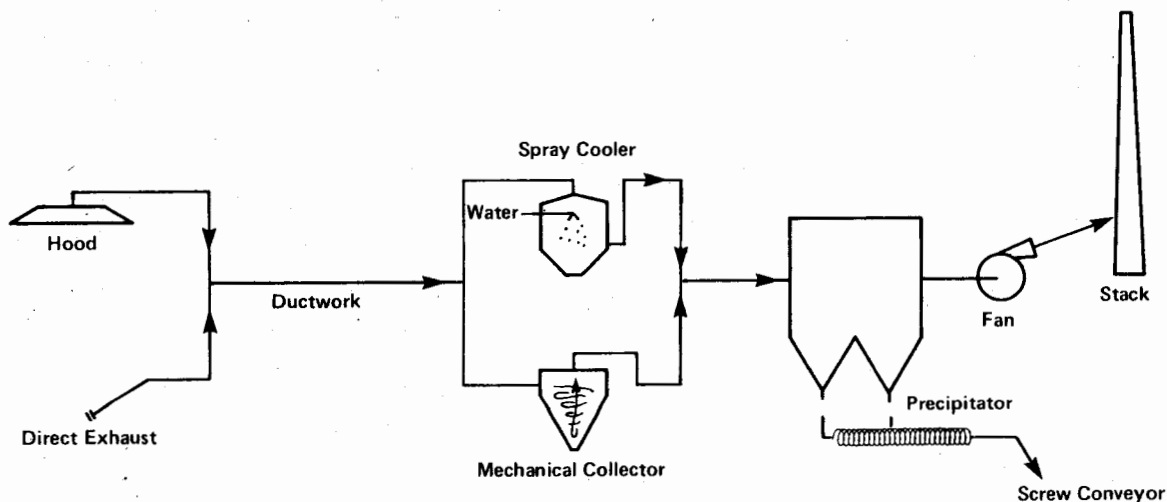 Spray Cooler
Water
Hood
Ductwork
Direct Exhaust
Mechanical Collector
Precipitator
Fan
Stack
Screw Conveyor